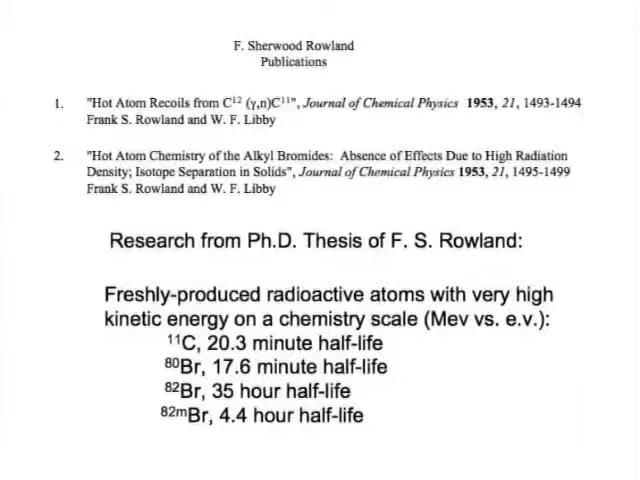 F. Sherwood Rowland
Publications
1. "Hot Atom Recoils from C¹² (γ,n)C¹¹", Journal of Chemical Physics 1953, 21, 1493-1494
Frank S. Rowland and W. F. Libby
2. "Hot Atom Chemistry of the Alkyl Bromides: Absence of Effects Due to High Radiation
Density; Isotope Separation in Solids", Journal of Chemical Physics 1953, 21, 1495-1499
Frank S. Rowland and W. F. Libby
Research from Ph.D. Thesis of F. S. Rowland:
Freshly-produced radioactive atoms with very high
kinetic energy on a chemistry scale (Mev vs. e.v.):
¹¹C, 20.3 minute half-life
⁸⁰Br, 17.6 minute half-life
⁸²Br, 35 hour half-life
⁸²ᵐBr, 4.4 hour half-life